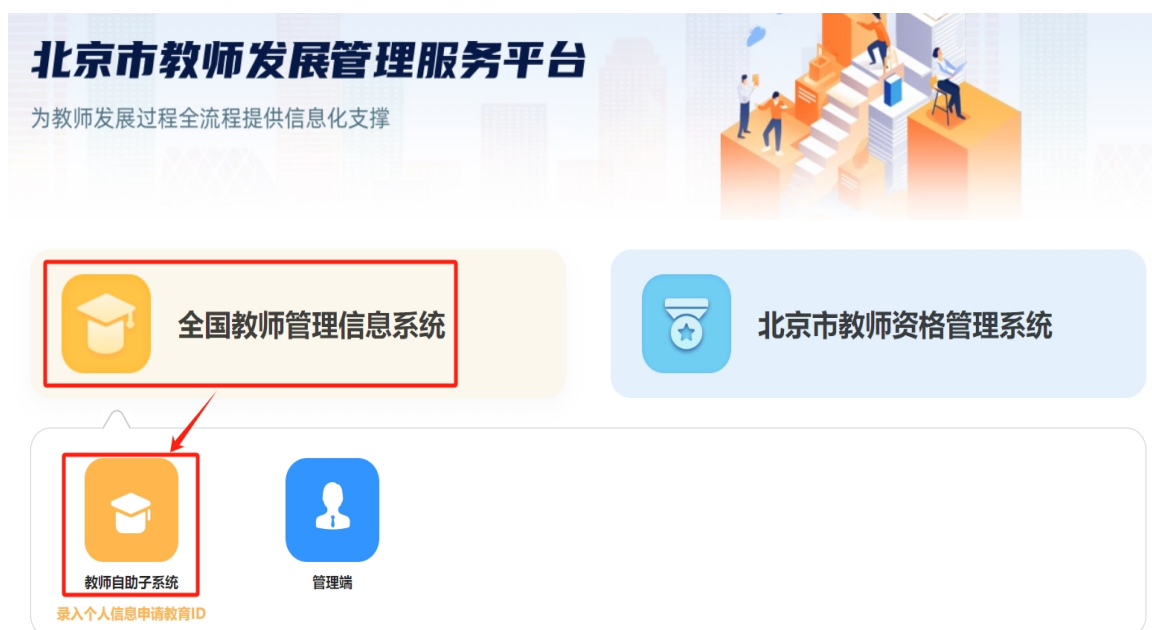 北京市教师发展管理服务平台
为教师发展过程全流程提供信息化支撑
全国教师管理信息系统
北京市教师资格管理系统
教师自助子系统
管理端
录入个人信息申请教育ID